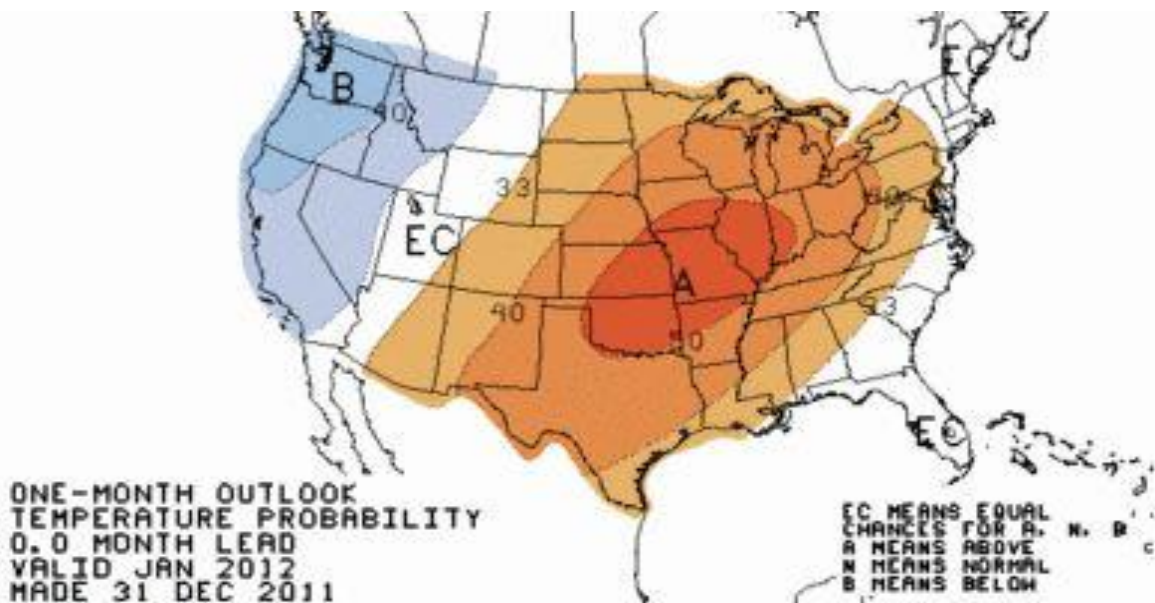 EC
B
40
33
EC
40
A
50
40
33
EC
ONE-MONTH OUTLOOK
TEMPERATURE PROBABILITY
0.0 MONTH LEAD
VALID JAN 2012
MADE 31 DEC 2011
EC MEANS EQUAL
CHANCES FOR A, N, B
A MEANS ABOVE
N MEANS NORMAL
B MEANS BELOW